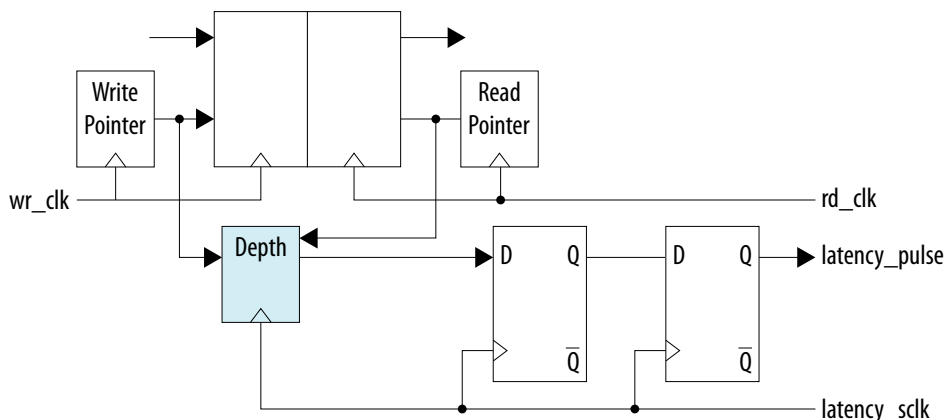 Write
Pointer
Read
Pointer
wr_clk
rd_clk
Depth
D
Q
D
Q
latency_pulse
Q̅
Q̅
latency_sclk